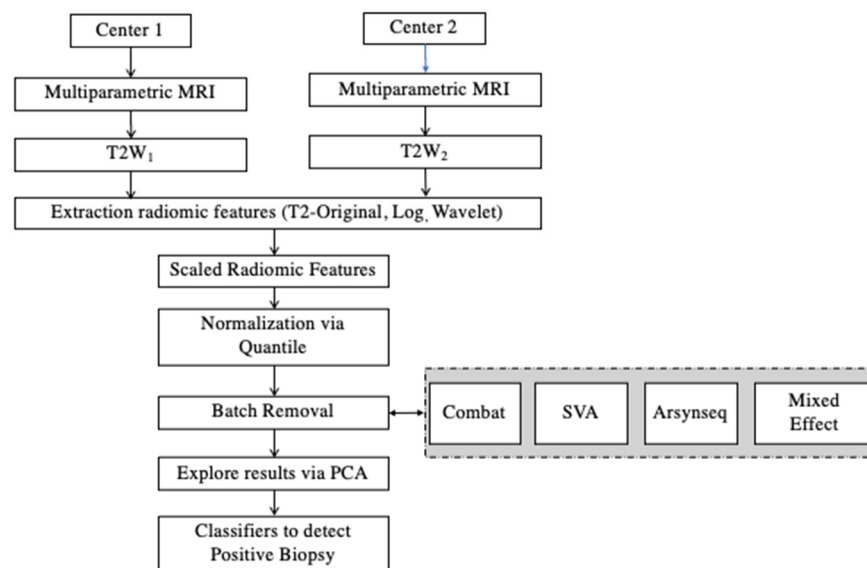 Center 1
Center 2
Multiparametric MRI
Multiparametric MRI
T2W₁
T2W₂
Extraction radiomic features (T2-Original, Log, Wavelet)
Scaled Radiomic Features
Normalization via
Quantile
Batch Removal
Combat
SVA
Arsynseq
Mixed
Effect
Explore results via PCA
Classifiers to detect
Positive Biopsy